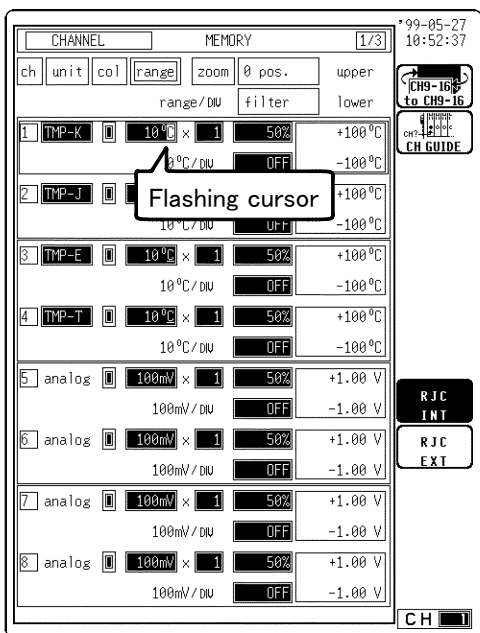 '99-05-27
CHANNEL MEMORY 1/3 10:52:37
ch unit col range zoom 0 pos. upper
range/DIV filter lower
CH9-16
to CH9-16
CH?
CH GUIDE
1 TMP-K 10℃ × 1 50% +100℃
0℃/DIV OFF -100℃
Flashing cursor
2 TMP-J +100℃
10℃/DIV OFF -100℃
3 TMP-E 10℃ × 1 50% +100℃
10℃/DIV OFF -100℃
4 TMP-T 10℃ × 1 50% +100℃
10℃/DIV OFF -100℃
5 analog 100mV × 1 50% +1.00 V
100mV/DIV OFF -1.00 V
RJC
INT
6 analog 100mV × 1 50% +1.00 V
100mV/DIV OFF -1.00 V
RJC
EXT
7 analog 100mV × 1 50% +1.00 V
100mV/DIV OFF -1.00 V
8 analog 100mV × 1 50% +1.00 V
100mV/DIV OFF -1.00 V
CH 1